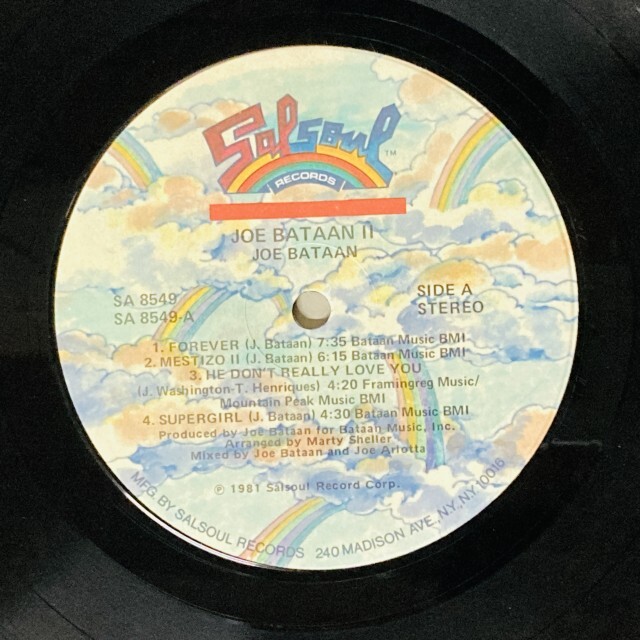 Salsoul™
RECORDS
JOE BATAAN II
JOE BATAAN
SA 8549
SA 8549-A
SIDE A
STEREO
1. FOREVER (J. Bataan) 7:35 Bataan Music BMI
2. MESTIZO II (J. Bataan) 6:15 Bataan Music BMI
3. HE DON'T REALLY LOVE YOU
(J. Washington-T. Henriques) 4:20 Framingreg Music/
Mountain Peak Music BMI
4. SUPERGIRL (J. Bataan) 4:30 Bataan Music BMI
Produced by Joe Bataan for Bataan Music, Inc.
Arranged by Marty Sheller
Mixed by Joe Bataan and Joe Arlotta
℗ 1981 Salsoul Record Corp.
MFG. BY SALSOUL RECORDS 240 MADISON AVE, NY, NY 10016